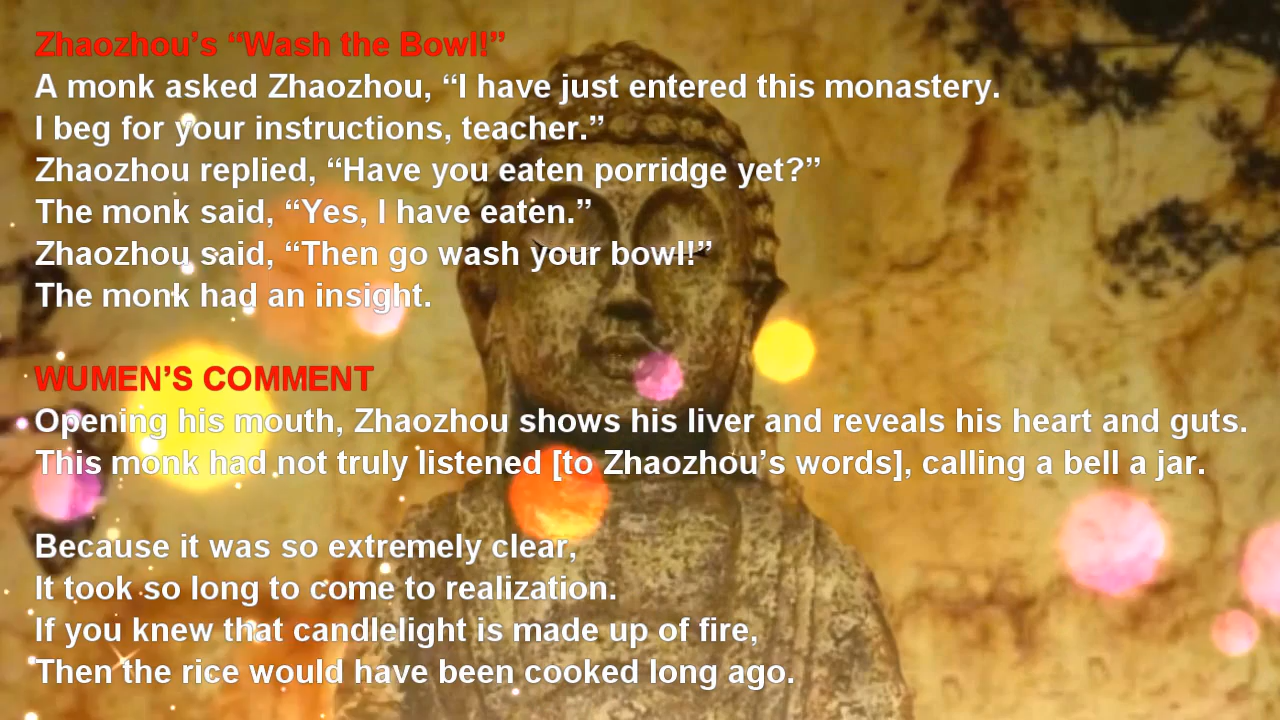 Zhaozhou’s “Wash the Bowl!”
A monk asked Zhaozhou, “I have just entered this monastery.
I beg for your instructions, teacher.”
Zhaozhou replied, “Have you eaten porridge yet?”
The monk said, “Yes, I have eaten.”
Zhaozhou said, “Then go wash your bowl!”
The monk had an insight.
WUMEN’S COMMENT
Opening his mouth, Zhaozhou shows his liver and reveals his heart and guts.
This monk had not truly listened [to Zhaozhou’s words], calling a bell a jar.
Because it was so extremely clear,
It took so long to come to realization.
If you knew that candlelight is made up of fire,
Then the rice would have been cooked long ago.